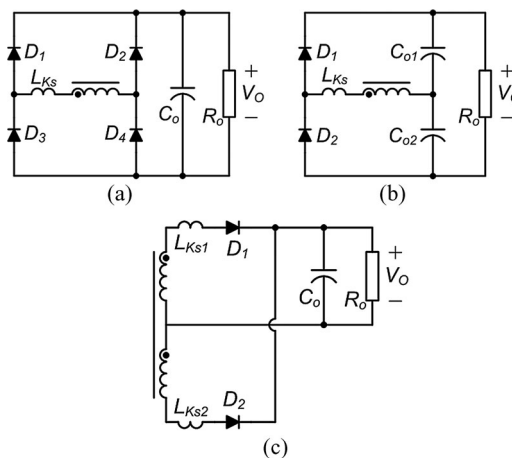 D1 D2
LKs
Co Ro + VO −
D3 D4
(a)
D1 Co1
LKs
Ro + VO −
D2 Co2
(b)
LKs1 D1
Co Ro + VO −
LKs2 D2
(c)